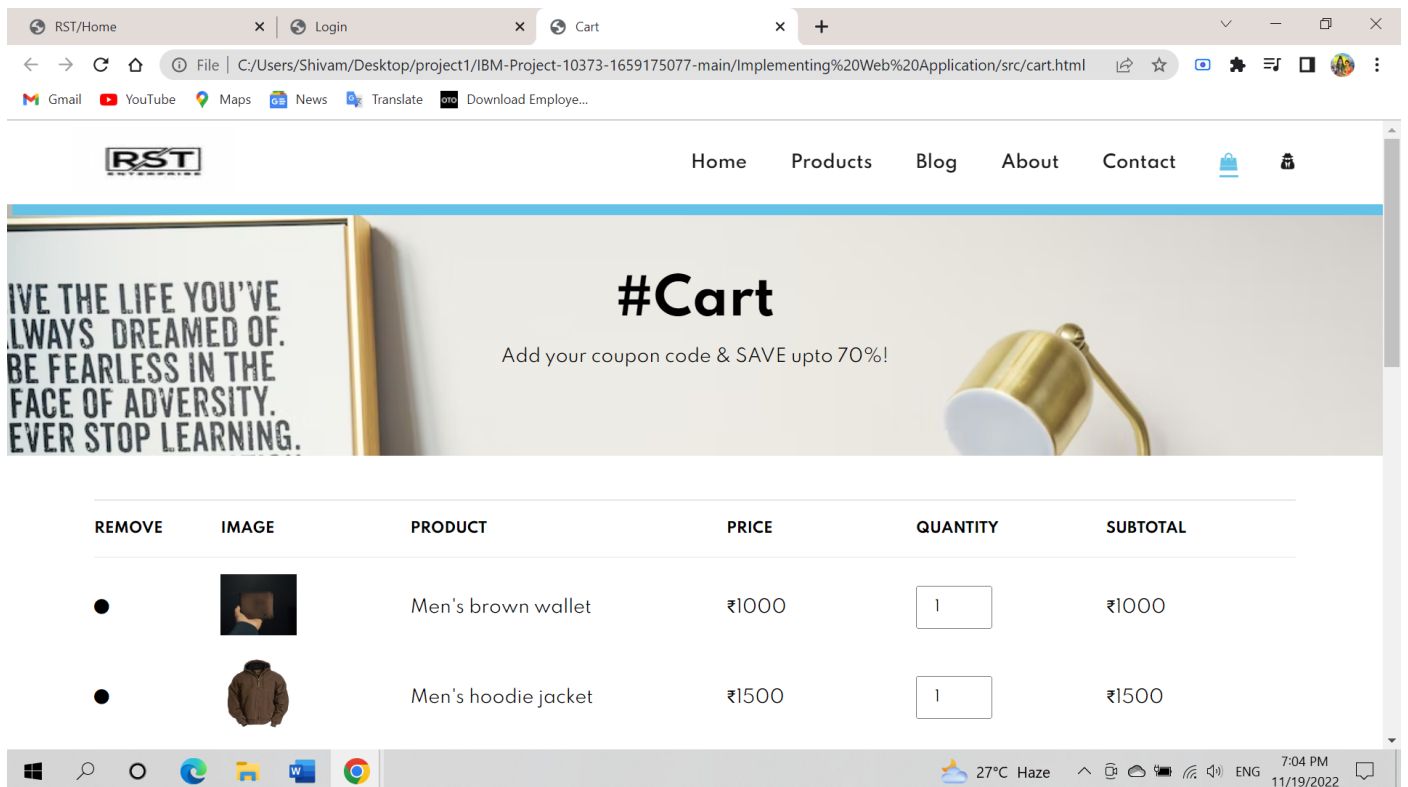 RST/Home
Login
Cart
File | C:/Users/Shivam/Desktop/project1/IBM-Project-10373-1659175077-main/Implementing%20Web%20Application/src/cart.html
Gmail YouTube Maps News Translate OTO Download Employe...
RST
ENTERPRISE
Home Products Blog About Contact
#Cart
Add your coupon code & SAVE upto 70%!
IVE THE LIFE YOU'VE
LWAYS DREAMED OF.
BE FEARLESS IN THE
FACE OF ADVERSITY.
EVER STOP LEARNING.
REMOVE IMAGE PRODUCT PRICE QUANTITY SUBTOTAL
Men's brown wallet ₹1000 1 ₹1000
Men's hoodie jacket ₹1500 1 ₹1500
27°C Haze ENG 7:04 PM
11/19/2022